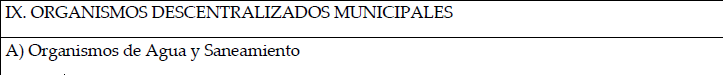 IX. ORGANISMOS DESCENTRALIZADOS MUNICIPALES
A) Organismos de Agua y Saneamiento